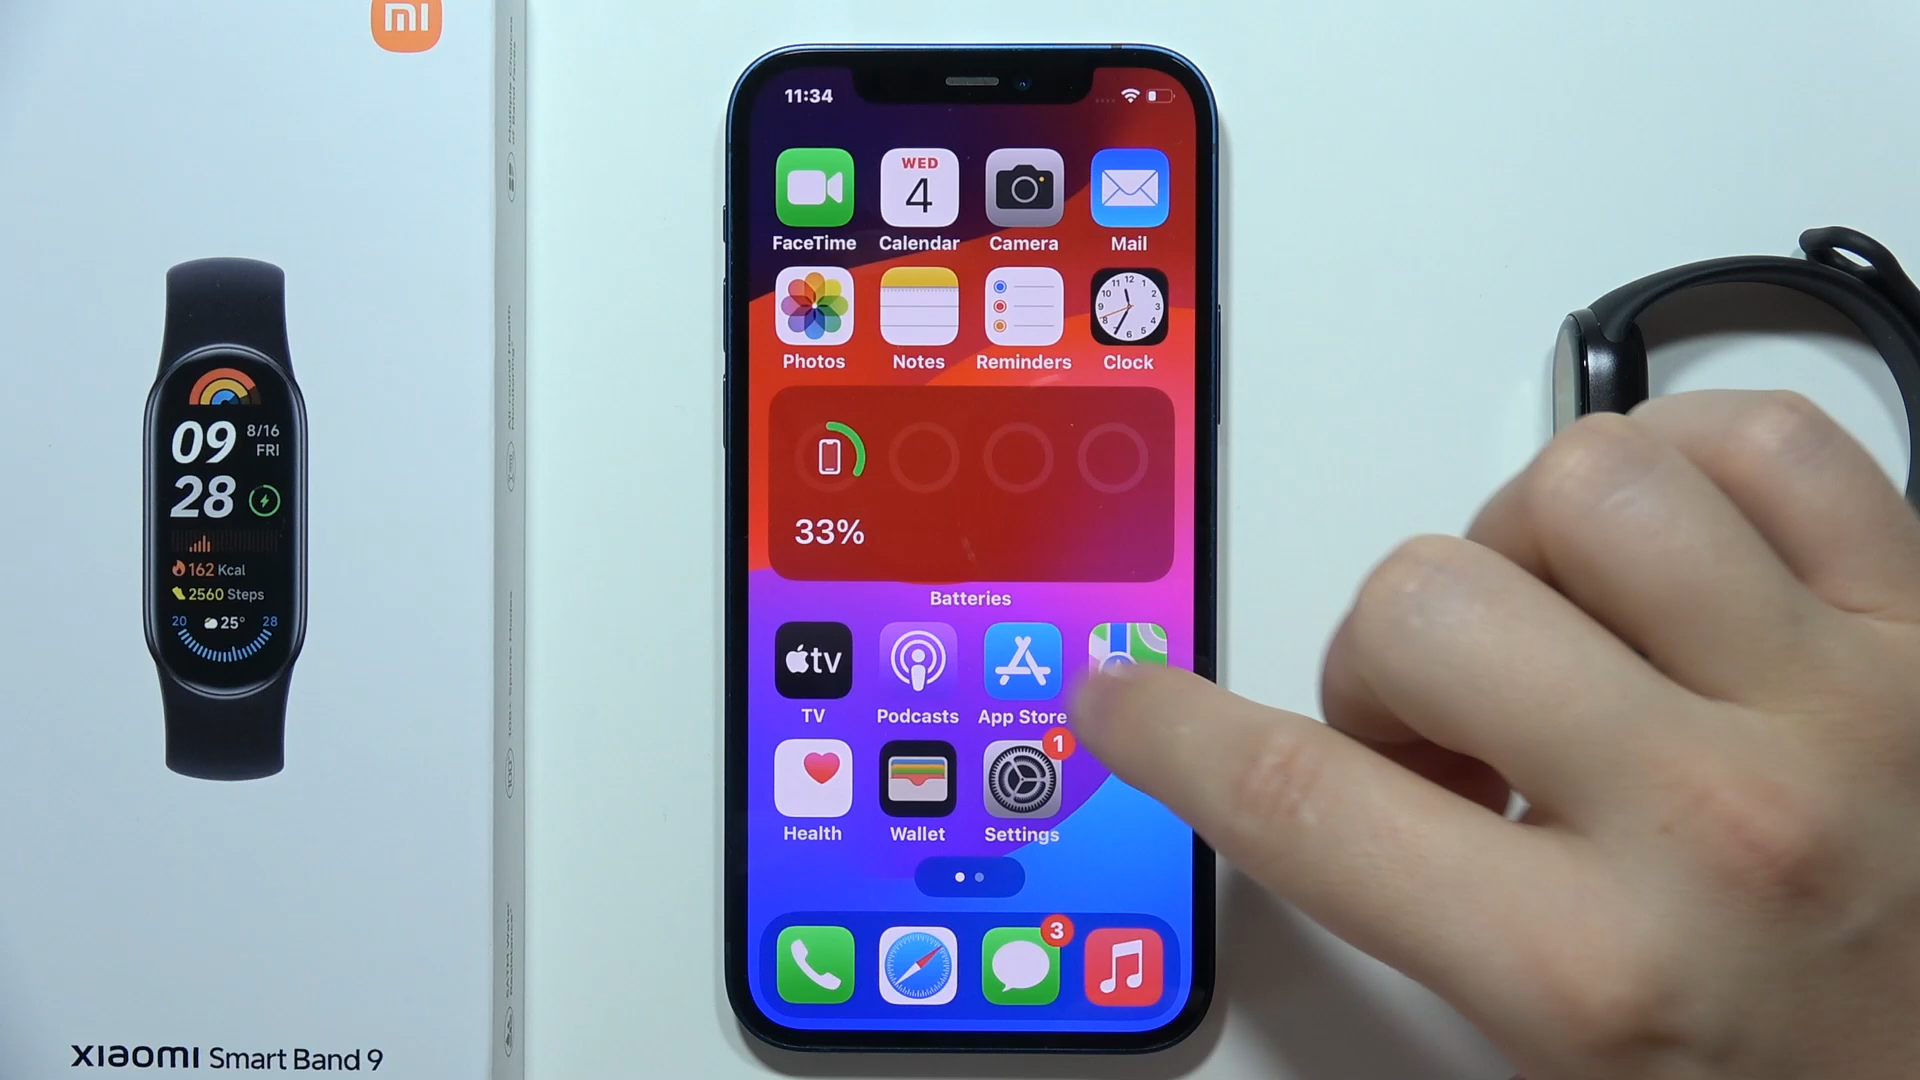 mi
09
28
8/16
FRI
162 Kcal
2560 Steps
20
25°
28
xıaomı Smart Band 9
11:34
WED
4
FaceTime
Calendar
Camera
Mail
Photos
Notes
Reminders
Clock
33%
Batteries
tv
TV
Podcasts
App Store
1
Health
Wallet
Settings
3